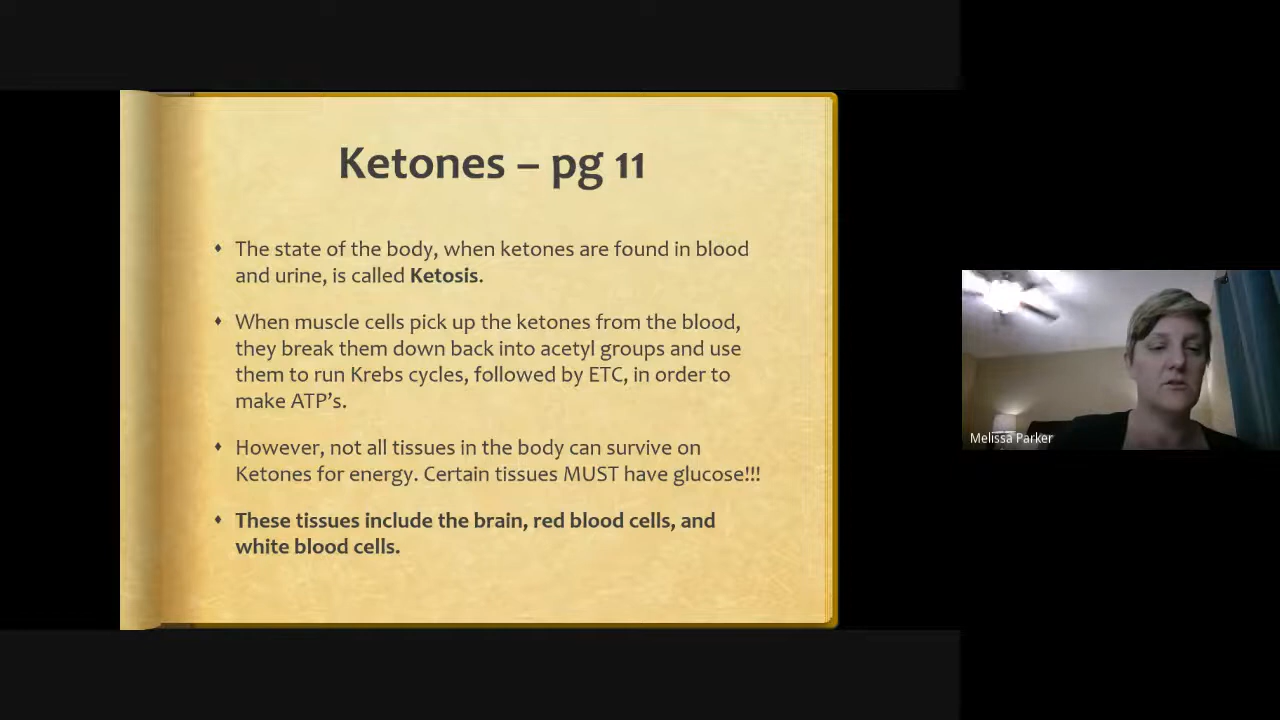 Ketones – pg 11
The state of the body, when ketones are found in blood
and urine, is called Ketosis.
When muscle cells pick up the ketones from the blood,
they break them down back into acetyl groups and use
them to run Krebs cycles, followed by ETC, in order to
make ATP's.
However, not all tissues in the body can survive on
Ketones for energy. Certain tissues MUST have glucose!!!
These tissues include the brain, red blood cells, and
white blood cells.
Melissa Parker